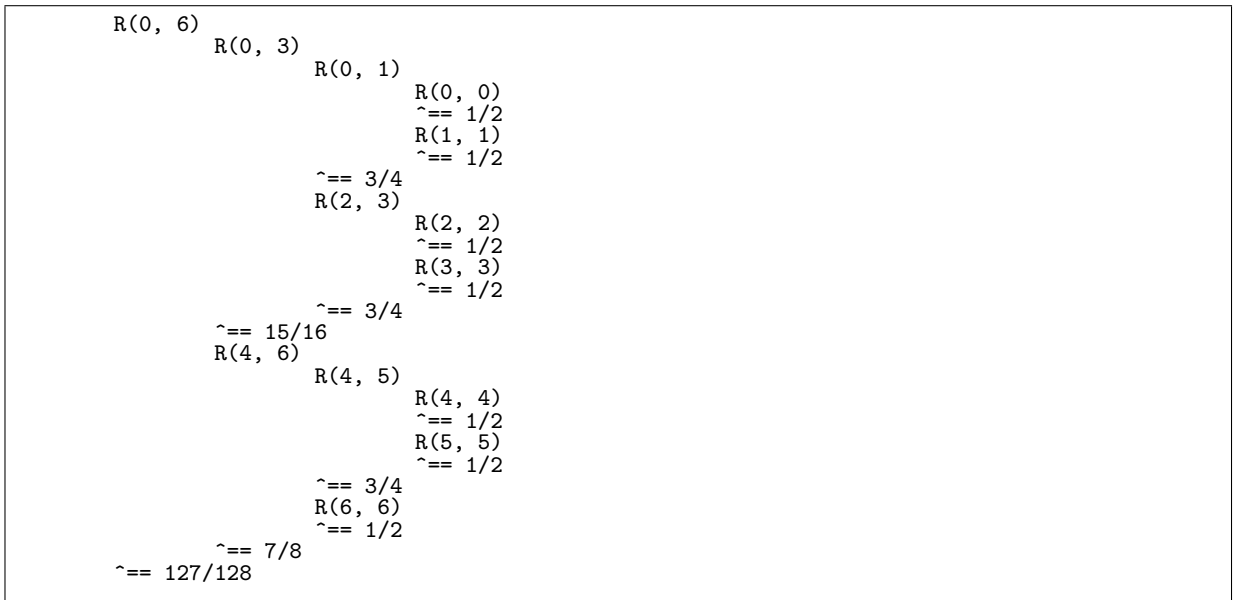 R(0, 6)
R(0, 3)
R(0, 1)
R(0, 0)
^== 1/2
R(1, 1)
^== 1/2
^== 3/4
R(2, 3)
R(2, 2)
^== 1/2
R(3, 3)
^== 1/2
^== 3/4
^== 15/16
R(4, 6)
R(4, 5)
R(4, 4)
^== 1/2
R(5, 5)
^== 1/2
^== 3/4
R(6, 6)
^== 1/2
^== 7/8
^== 127/128